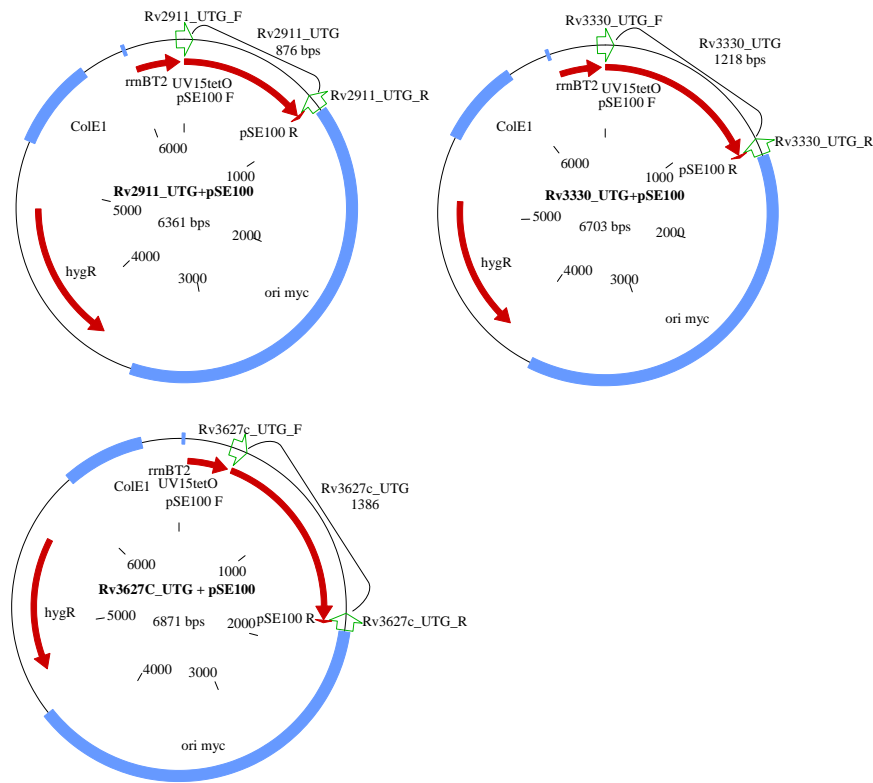 Rv2911_UTG_F
Rv2911_UTG
876 bps
rrnBT2
UV15tetO
pSE100 F
Rv2911_UTG_R
pSE100 R
ColE1
6000
1000
Rv2911_UTG+pSE100
5000
6361 bps
2000
4000
3000
hygR
ori myc
Rv3330_UTG_F
Rv3330_UTG
1218 bps
rrnBT2
UV15tetO
pSE100 F
Rv3330_UTG_R
pSE100 R
ColE1
6000
1000
Rv3330_UTG+pSE100
5000
6703 bps
2000
4000
3000
hygR
ori myc
Rv3627c_UTG_F
Rv3627c_UTG
1386
rrnBT2
UV15tetO
pSE100 F
ColE1
6000
1000
Rv3627C_UTG + pSE100
5000
6871 bps
2000
pSE100 R
Rv3627c_UTG_R
hygR
4000
3000
ori myc